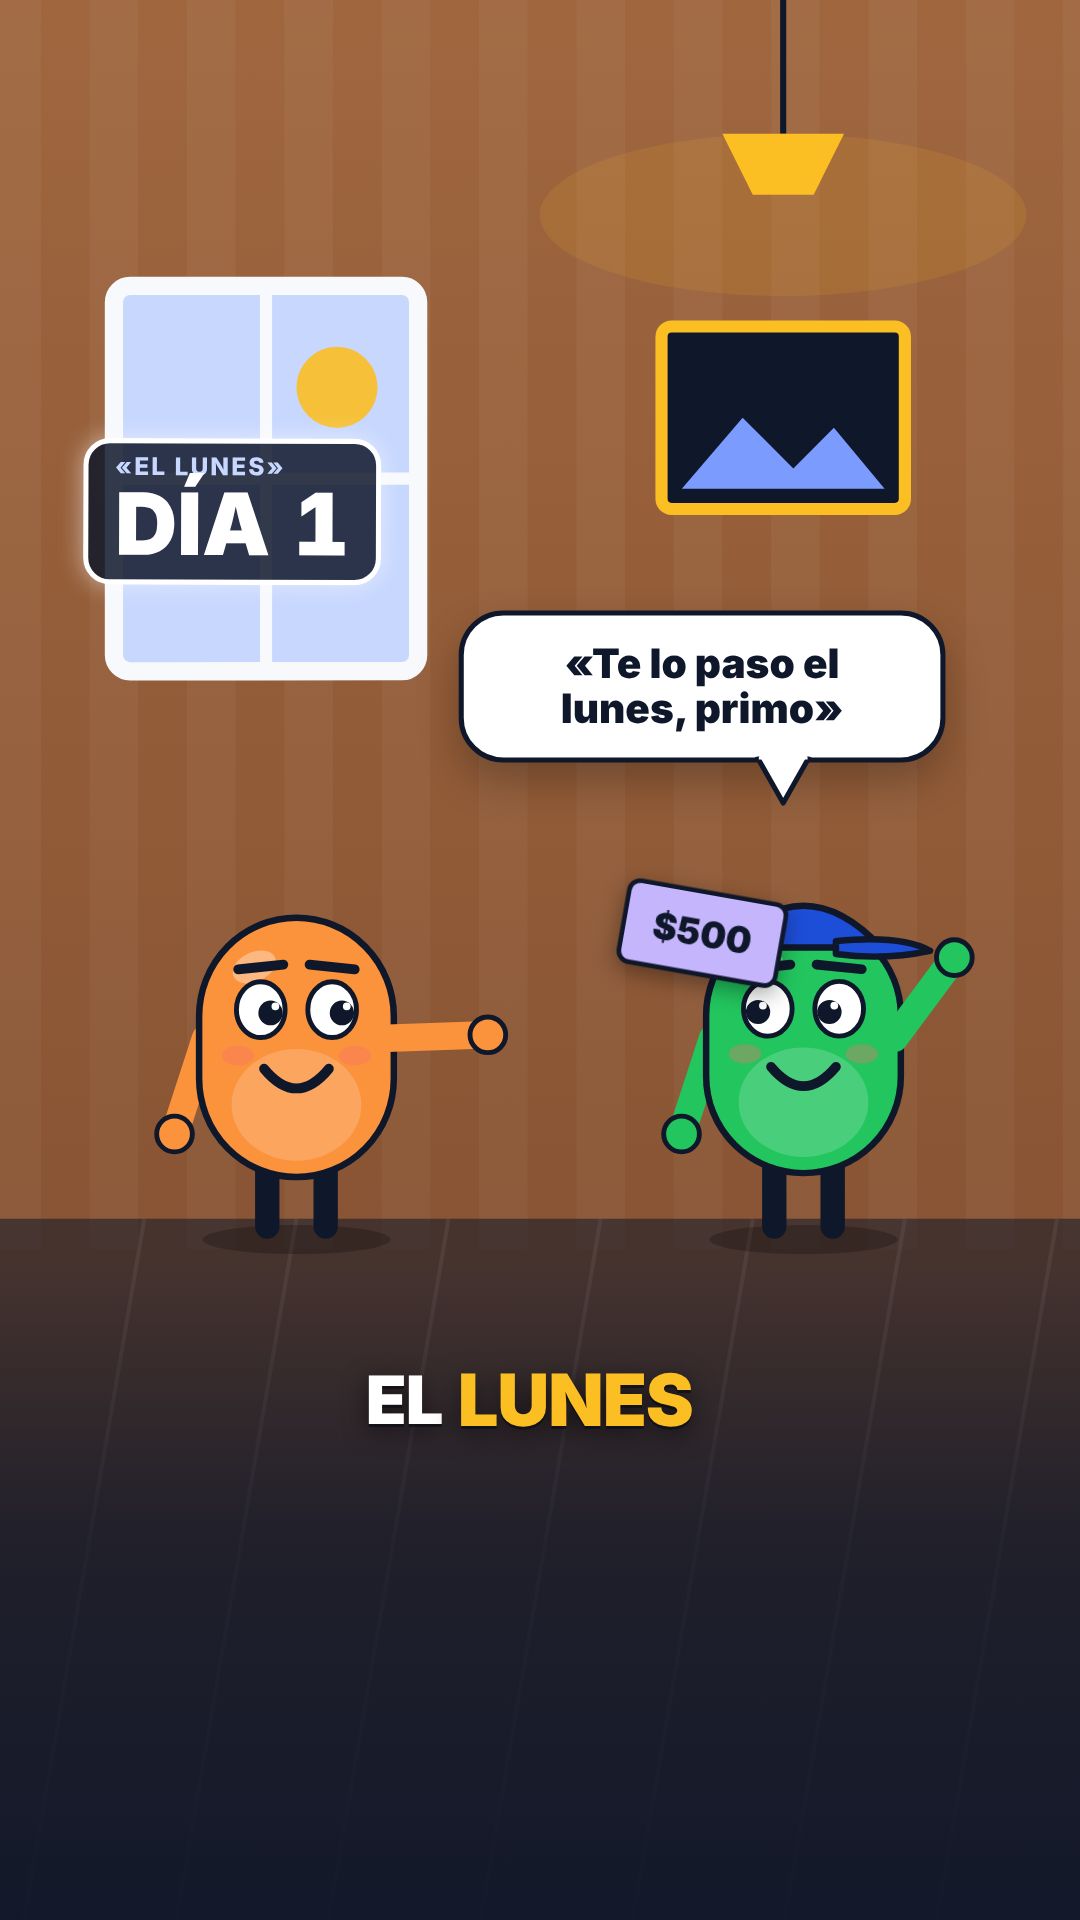 «EL LUNES»
DÍA 1
«Te lo paso el
lunes, primo»
$500
EL LUNES